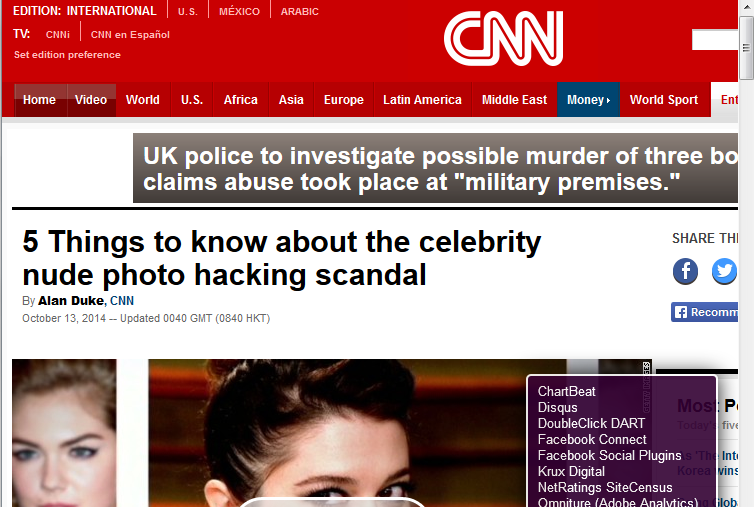 EDITION: INTERNATIONAL U.S. MÉXICO ARABIC
TV: CNNi CNN en Español
Set edition preference
CNN
Home Video World U.S. Africa Asia Europe Latin America Middle East Money World Sport Ent
UK police to investigate possible murder of three bo
claims abuse took place at "military premises."
5 Things to know about the celebrity
nude photo hacking scandal
By Alan Duke, CNN
October 13, 2014 -- Updated 0040 GMT (0840 HKT)
SHARE THI
Recomm
ChartBeat
Disqus
DoubleClick DART
Facebook Connect
Facebook Social Plugins
Krux Digital
NetRatings SiteCensus
Omniture (Adobe Analytics)
Most P
Today's five
'The Inte
Korea wins
Globa